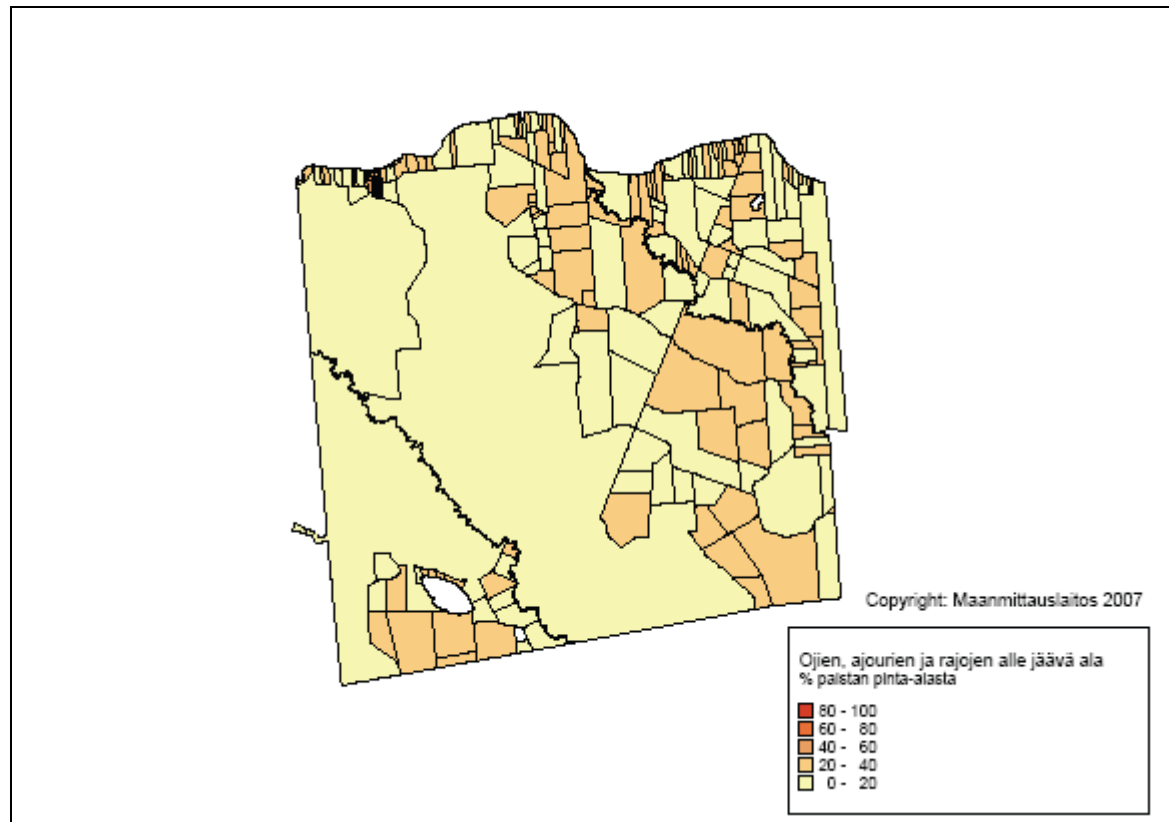 Copyright: Maanmittauslaitos 2007
Ojien, ajourien ja rajojen alle jäävä ala
% palstan pinta-alasta
80 - 100
60 - 80
40 - 60
20 - 40
0 - 20